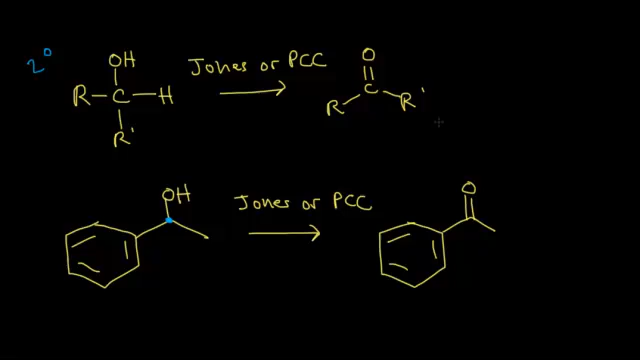 2°
OH
Jones or PCC
O
R-C-H
C
R R'
R'
OH
Jones or PCC
O